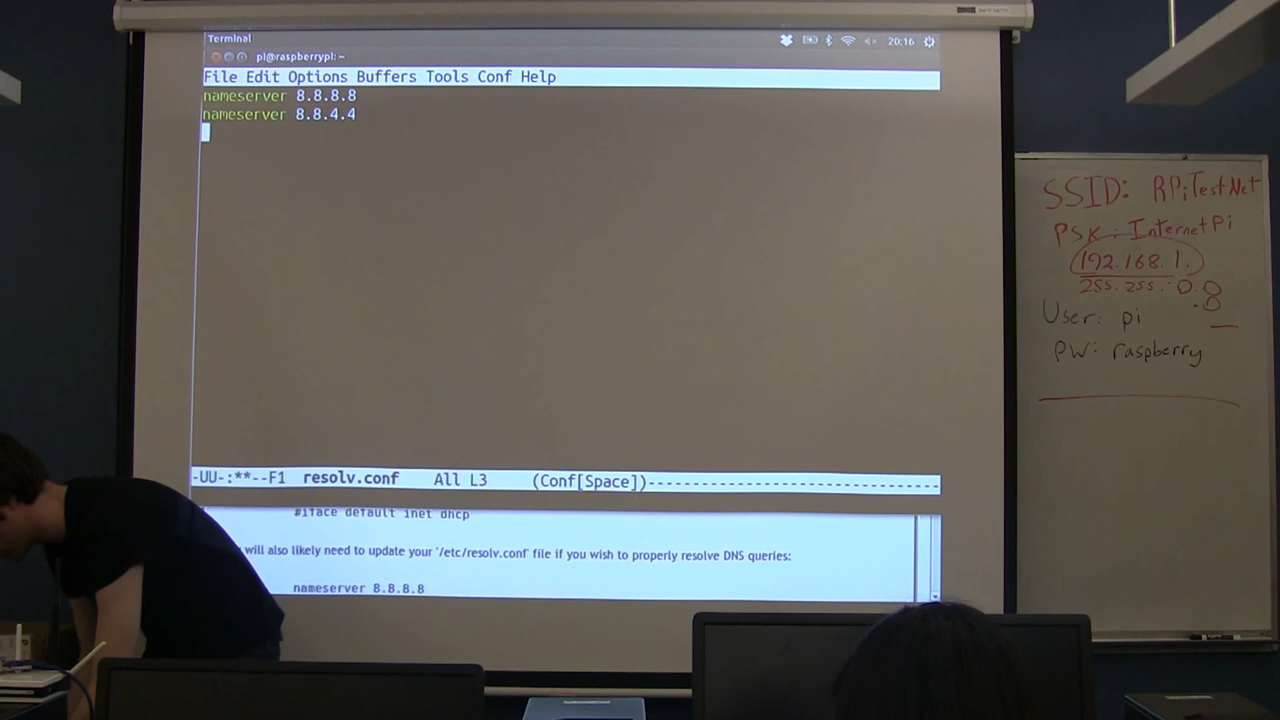 Terminal
20:16
pi@raspberrypi: ~
File Edit Options Buffers Tools Conf Help
nameserver 8.8.8.8
nameserver 8.8.4.4
-UU-:**--F1 resolv.conf All L3 (Conf[Space])-----------------------------
#iface default inet dhcp
will also likely need to update your '/etc/resolv.conf' file if you wish to properly resolve DNS queries:
nameserver 8.8.8.8
SSID: RPiTestNet
PSK: InternetPi
192.168.1.
255.255.0.0
.0
User: pi
PW: raspberry